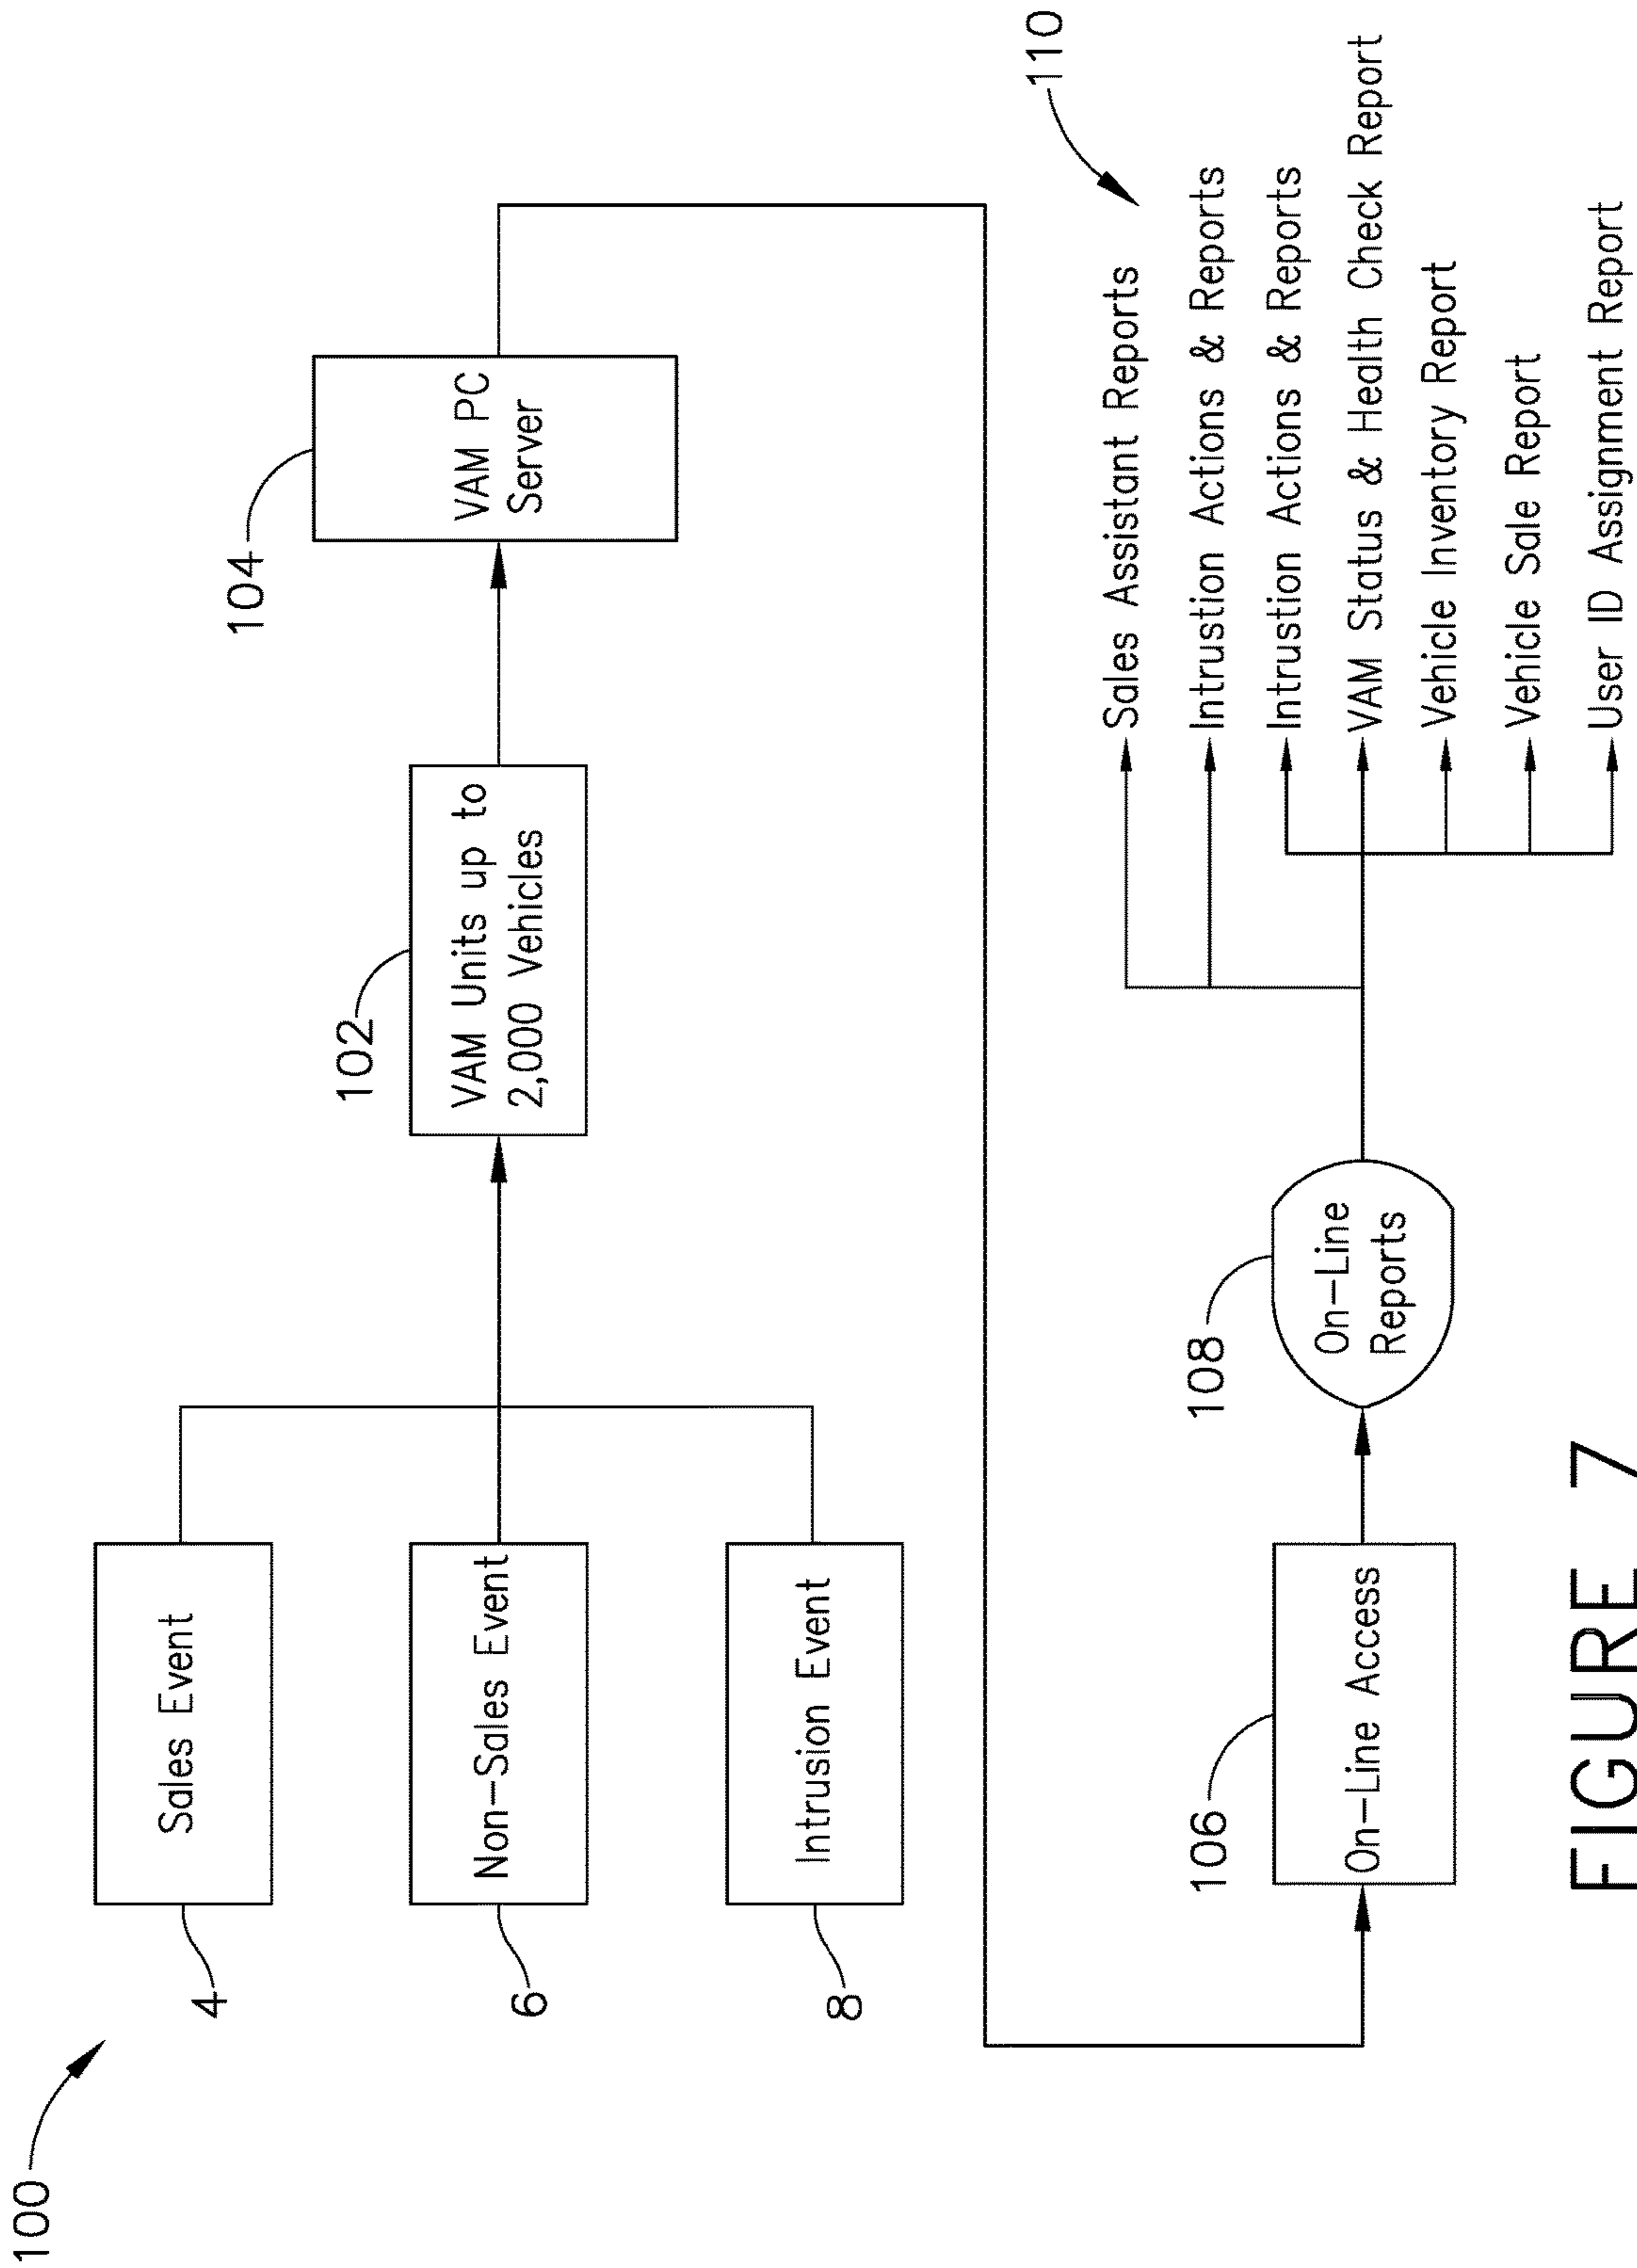 100
4
Sales Event
6
Non-Sales Event
8
Intrusion Event
102
VAM Units up to
2,000 Vehicles
104
VAM PC
Server
106
On-Line Access
108
On-Line
Reports
110
Sales Assistant Reports
Intrustion Actions & Reports
Intrustion Actions & Reports
VAM Status & Health Check Report
Vehicle Inventory Report
Vehicle Sale Report
User ID Assignment Report
FIGURE 7